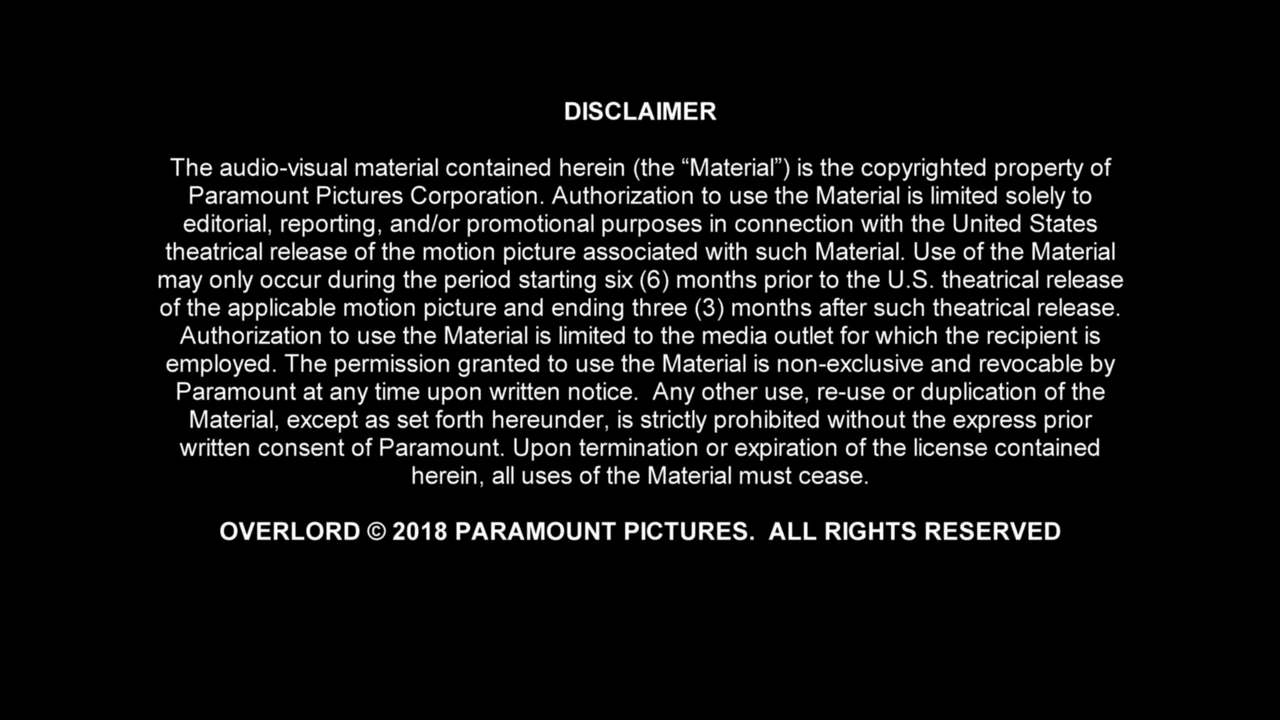 DISCLAIMER
The audio-visual material contained herein (the “Material”) is the copyrighted property of
Paramount Pictures Corporation. Authorization to use the Material is limited solely to
editorial, reporting, and/or promotional purposes in connection with the United States
theatrical release of the motion picture associated with such Material. Use of the Material
may only occur during the period starting six (6) months prior to the U.S. theatrical release
of the applicable motion picture and ending three (3) months after such theatrical release.
Authorization to use the Material is limited to the media outlet for which the recipient is
employed. The permission granted to use the Material is non-exclusive and revocable by
Paramount at any time upon written notice.  Any other use, re-use or duplication of the
Material, except as set forth hereunder, is strictly prohibited without the express prior
written consent of Paramount. Upon termination or expiration of the license contained
herein, all uses of the Material must cease.
OVERLORD © 2018 PARAMOUNT PICTURES.  ALL RIGHTS RESERVED